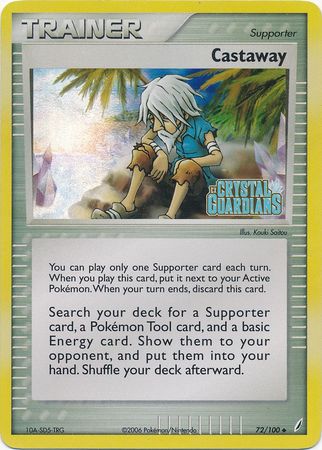 TRAINER
Supporter
Castaway
EX
CRYSTAL
GUARDIANS
Illus. Kouki Saitou
You can play only one Supporter card each turn.
When you play this card, put it next to your Active
Pokémon. When your turn ends, discard this card.
Search your deck for a Supporter
card, a Pokémon Tool card, and a basic
Energy card. Show them to your
opponent, and put them into your
hand. Shuffle your deck afterward.
10A-SD5-TRG
©2006 Pokémon/Nintendo
72/100 ◆